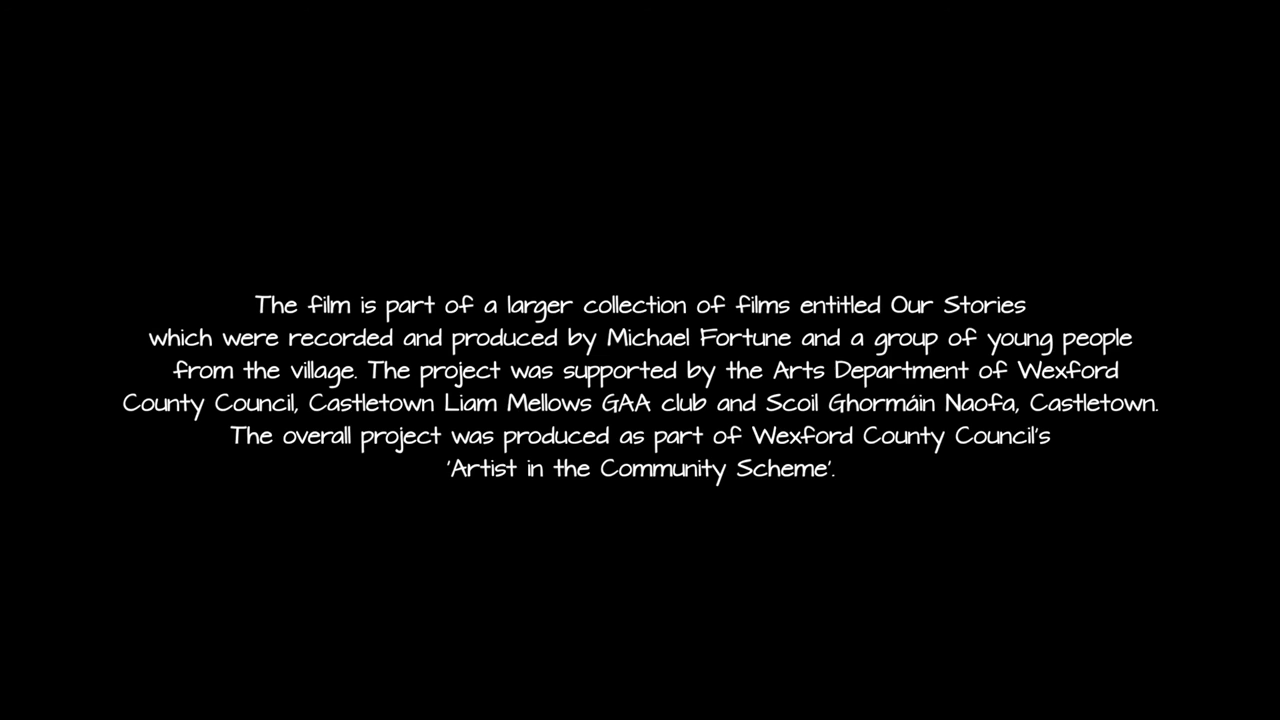 The film is part of a larger collection of films entitled Our Stories
which were recorded and produced by Michael Fortune and a group of young people
from the village. The project was supported by the Arts Department of Wexford
County Council, Castletown Liam Mellows GAA club and Scoil Ghormáin Naofa, Castletown.
The overall project was produced as part of Wexford County Council's
'Artist in the Community Scheme'.